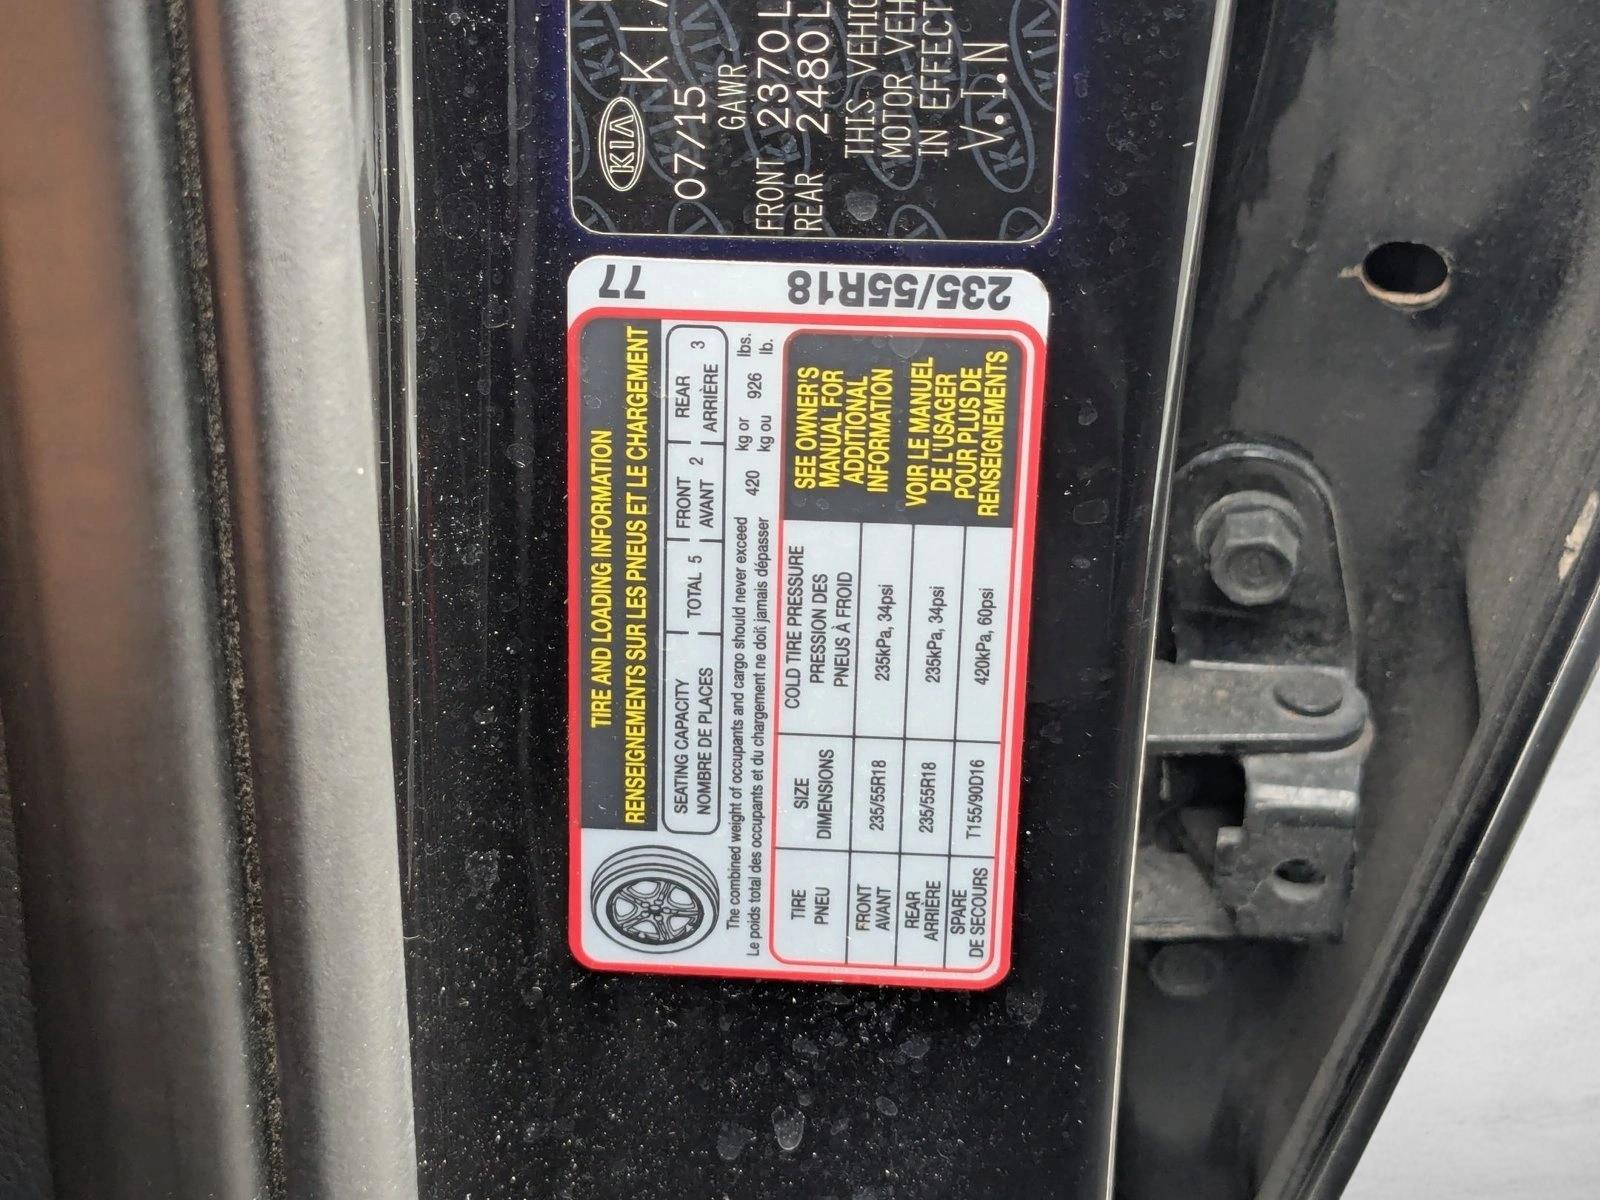 KIA
07/15
GAWR
FRONT 2370L
REAR 2480L
THIS VEHIC
MOTOR VEH
IN EFFECT
V.I.N
77
235/55R18
TIRE AND LOADING INFORMATION
RENSEIGNEMENTS SUR LES PNEUS ET LE CHARGEMENT
SEATING CAPACITY
NOMBRE DE PLACES
TOTAL 5
FRONT
AVANT 2
REAR
ARRIÈRE 3
The combined weight of occupants and cargo should never exceed 420 kg or 926 lbs.
Le poids total des occupants et du chargement ne doit jamais dépasser kg ou lb.
TIRE
PNEU
SIZE
DIMENSIONS
COLD TIRE PRESSURE
PRESSION DES
PNEUS À FROID
FRONT
AVANT
235/55R18
235kPa, 34psi
REAR
ARRIÈRE
235/55R18
235kPa, 34psi
SPARE
DE SECOURS
T155/90D16
420kPa, 60psi
SEE OWNER'S
MANUAL FOR
ADDITIONAL
INFORMATION
VOIR LE MANUEL
DE L'USAGER
POUR PLUS DE
RENSEIGNEMENTS